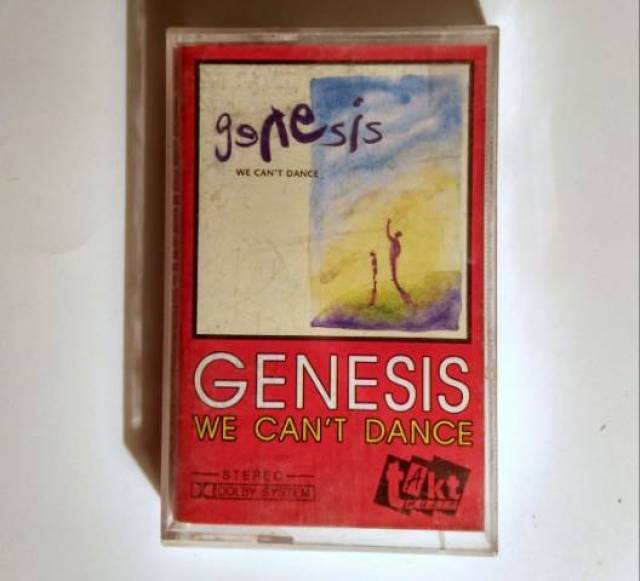 genesis
WE CAN'T DANCE
GENESIS
WE CAN'T DANCE
STEREO
DOLBY SYSTEM
takt